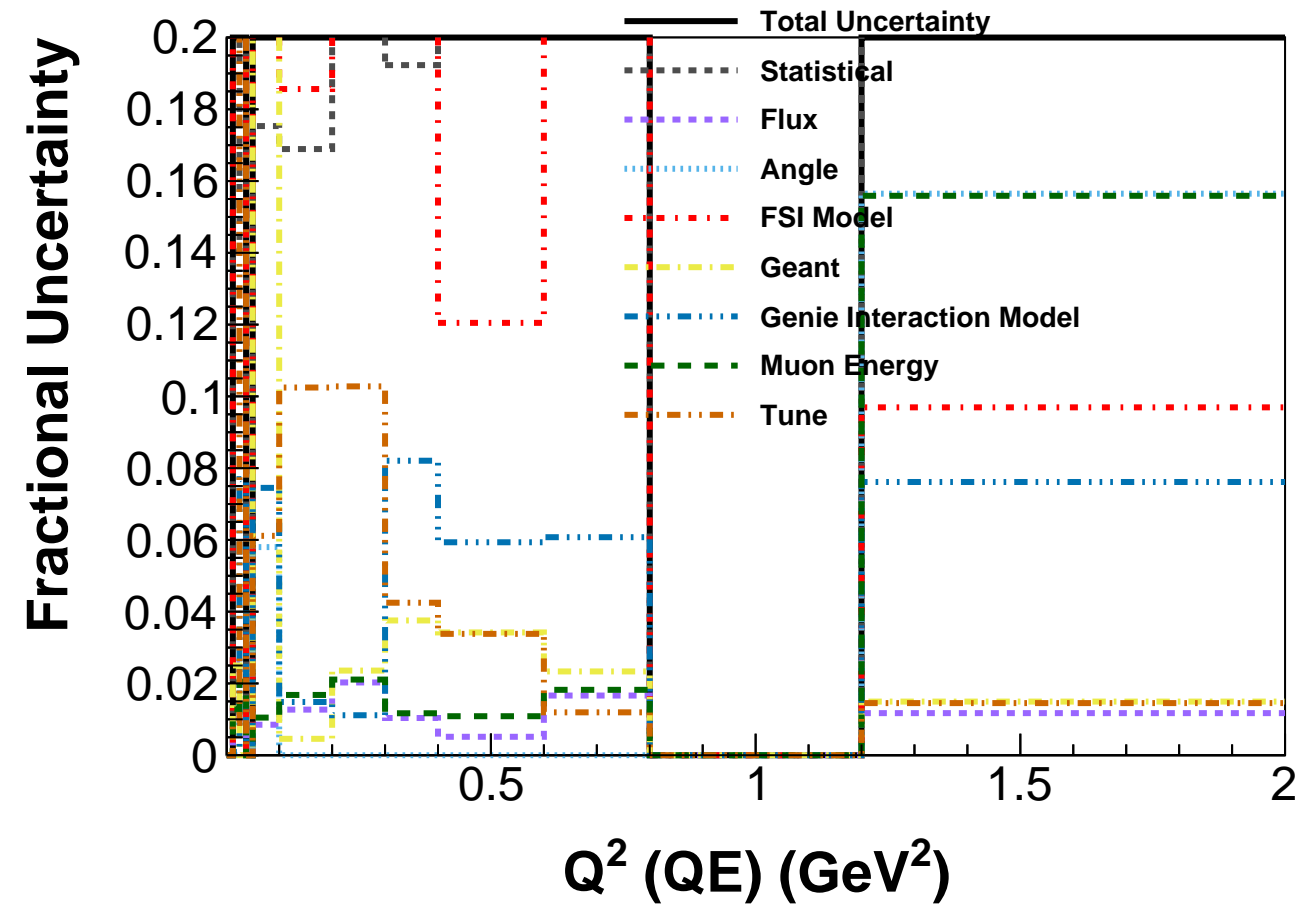 Fractional Uncertainty
0.2
0.18
0.16
0.14
0.12
0.1
0.08
0.06
0.04
0.02
0
Total Uncertainty
Statistical
Flux
Angle
FSI Model
Geant
Genie Interaction Model
Muon Energy
Tune
0.5
1
1.5
2
Q² (QE) (GeV²)